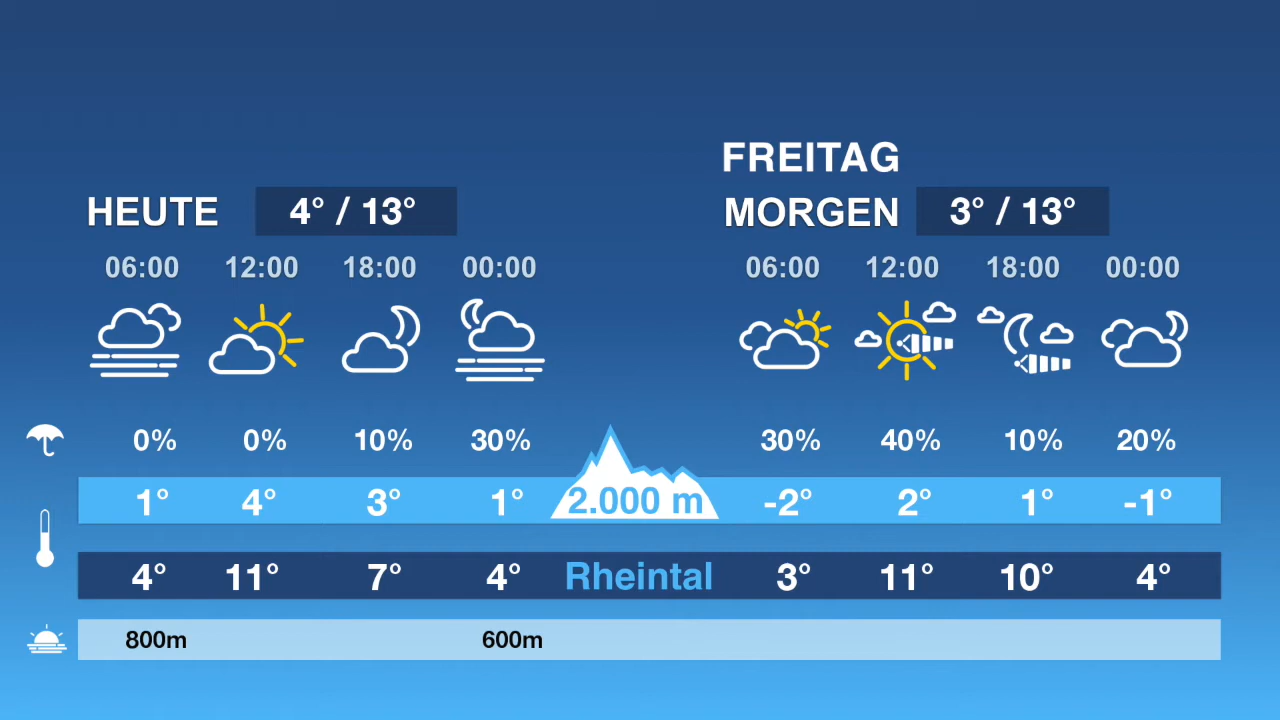 FREITAG
HEUTE 4° / 13° MORGEN 3° / 13°
06:00 12:00 18:00 00:00 06:00 12:00 18:00 00:00
0% 0% 10% 30% 30% 40% 10% 20%
1° 4° 3° 1° 2.000 m -2° 2° 1° -1°
4° 11° 7° 4° Rheintal 3° 11° 10° 4°
800m 600m